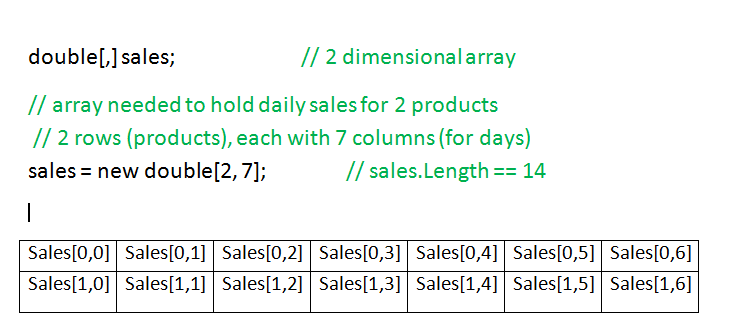 double[,] sales; // 2 dimensional array
// array needed to hold daily sales for 2 products
// 2 rows (products), each with 7 columns (for days)
sales = new double[2, 7]; // sales.Length == 14
Sales[0,0] Sales[0,1] Sales[0,2] Sales[0,3] Sales[0,4] Sales[0,5] Sales[0,6]
Sales[1,0] Sales[1,1] Sales[1,2] Sales[1,3] Sales[1,4] Sales[1,5] Sales[1,6]